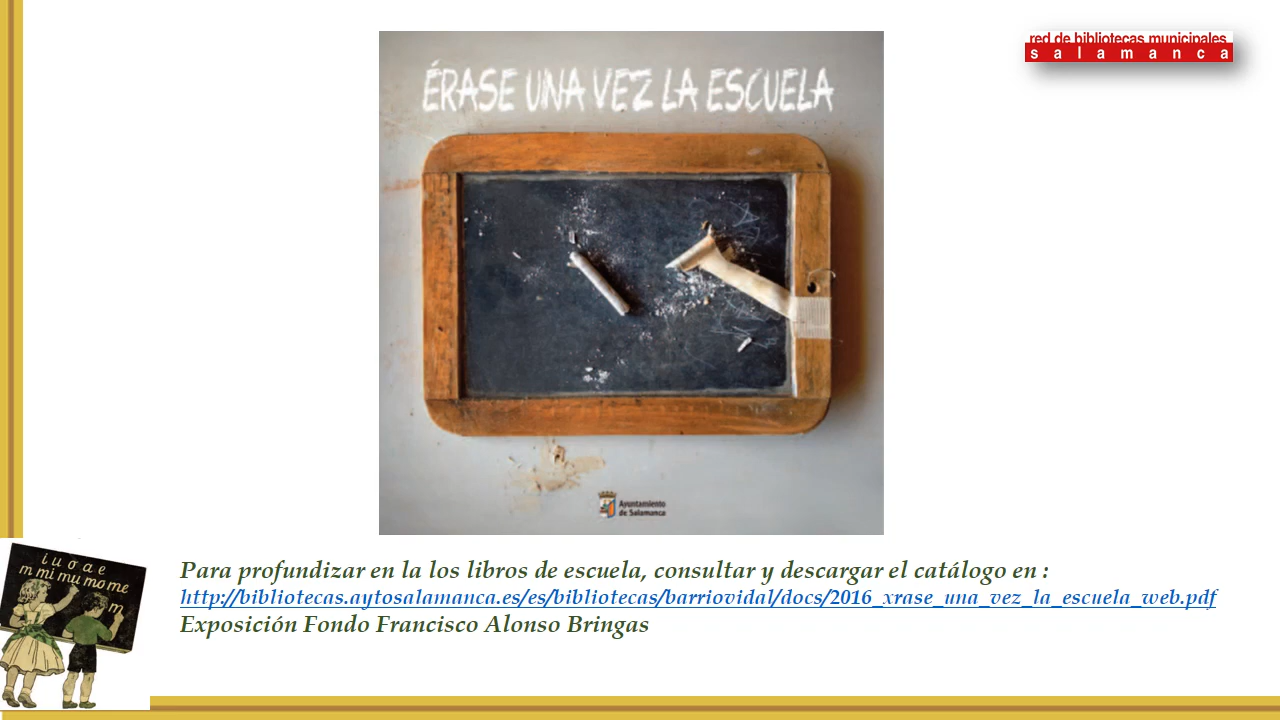 red de bibliotecas municipales
salamanca
ÉRASE UNA VEZ LA ESCUELA
Ayuntamiento
de Salamanca
i u o a e
m mi mu mo me
m
Para profundizar en la los libros de escuela, consultar y descargar el catálogo en :
http://bibliotecas.aytosalamanca.es/es/bibliotecas/barriovidal/docs/2016_xrase_una_vez_la_escuela_web.pdf
Exposición Fondo Francisco Alonso Bringas